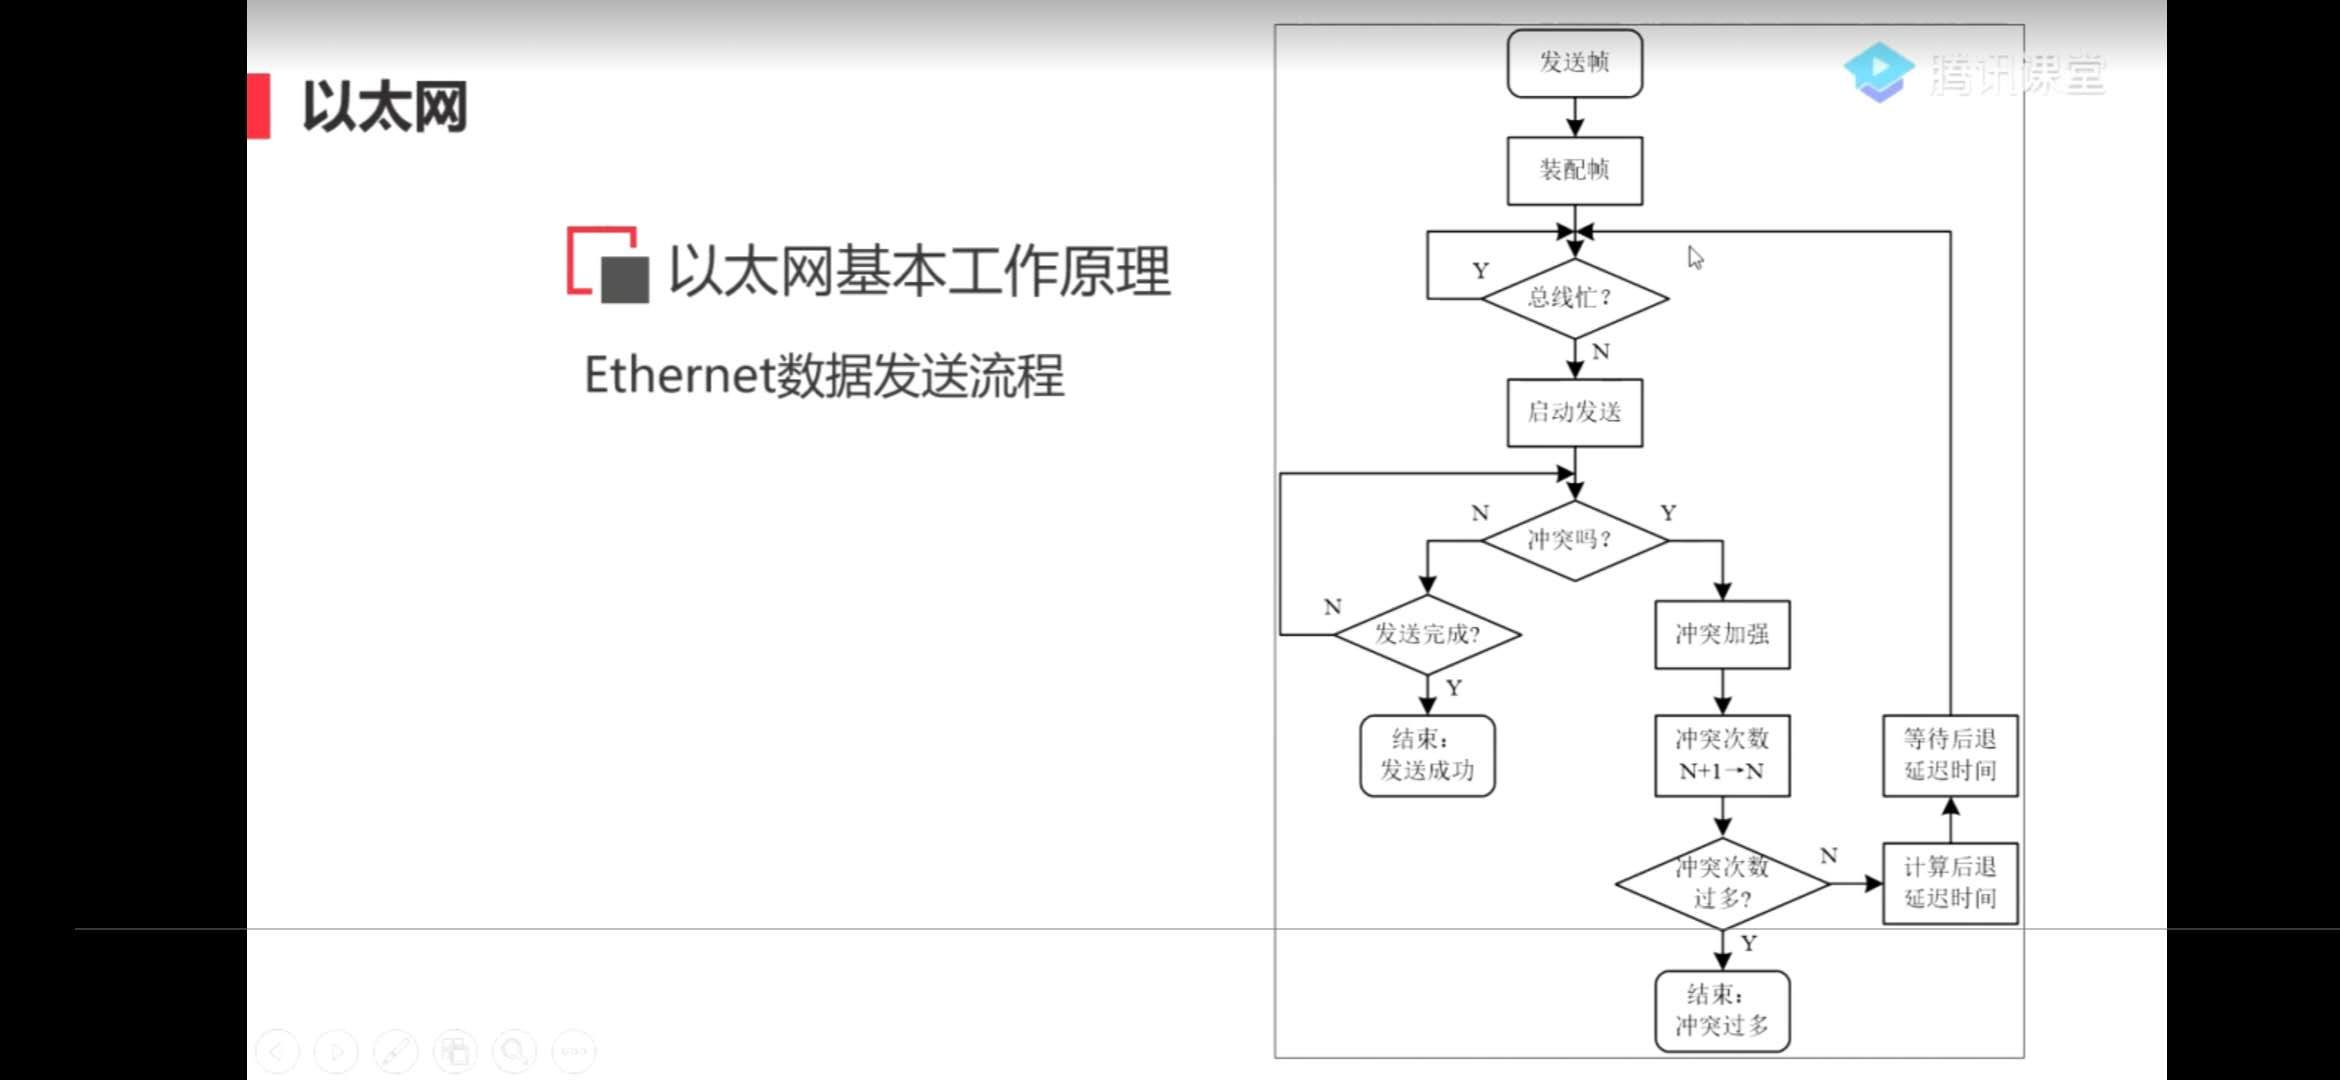 以太网
以太网基本工作原理
Ethernet数据发送流程
腾讯课堂
发送帧
装配帧
Y
总线忙?
N
启动发送
N
Y
冲突吗?
N
发送完成?
Y
结束:
发送成功
冲突加强
冲突次数
N+1→N
等待后退
延迟时间
冲突次数
过多?
N
计算后退
延迟时间
Y
结束:
冲突过多